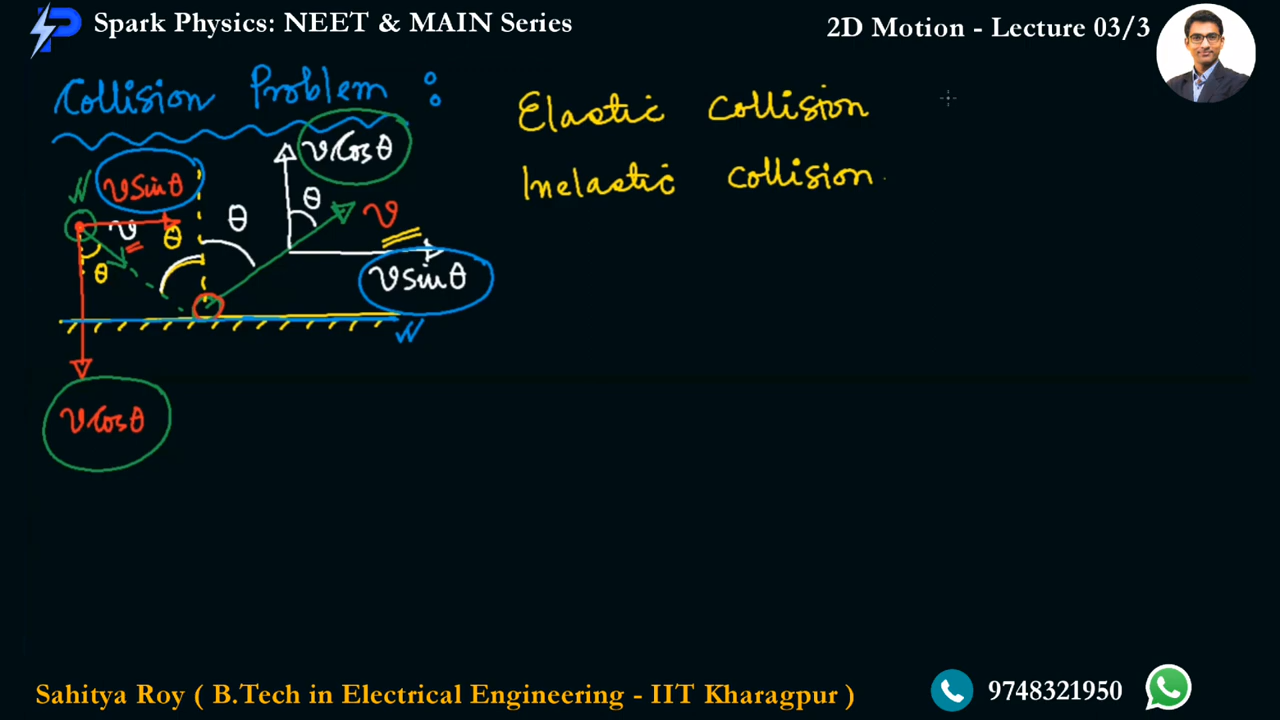 Spark Physics: NEET & MAIN Series
2D Motion - Lecture 03/3
Collision Problem :
Elastic Collision
Inelastic Collision
v Cos θ
v Sin θ
θ
θ
v
v
θ
θ
v Sin θ
v Cos θ
Sahitya Roy ( B.Tech in Electrical Engineering - IIT Kharagpur )
9748321950